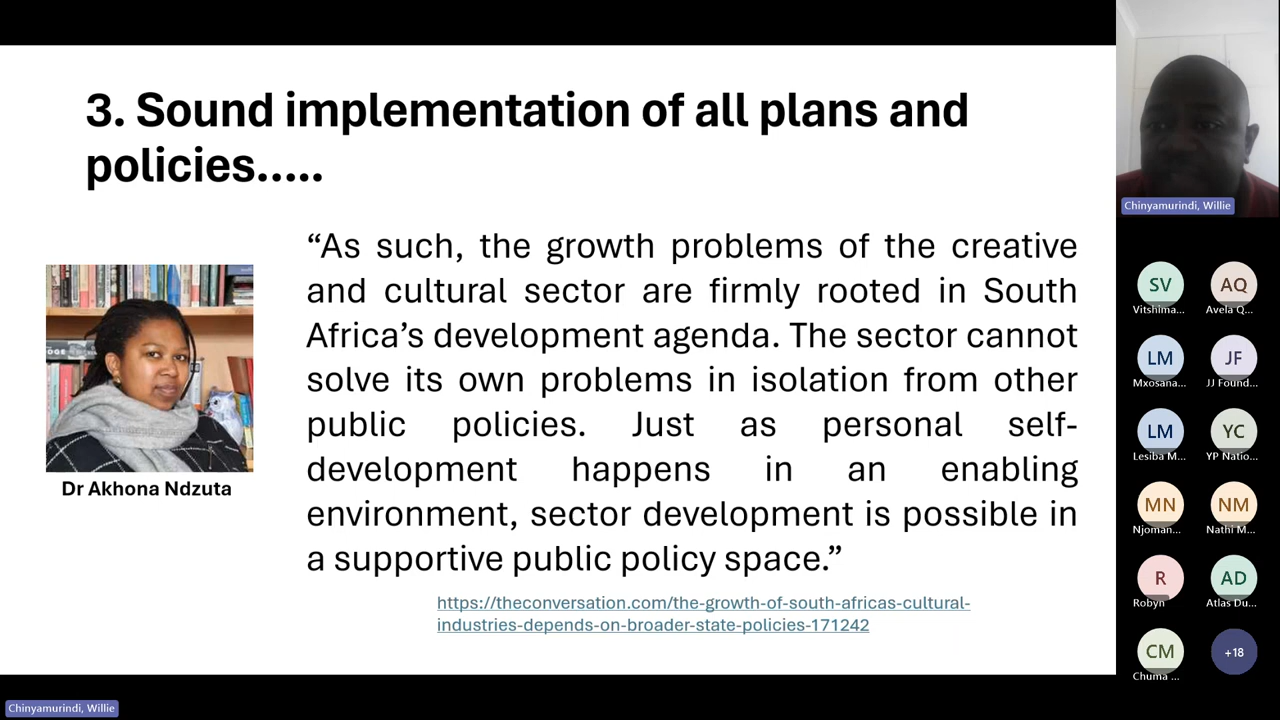 3. Sound implementation of all plans and
policies.....
“As such, the growth problems of the creative
and cultural sector are firmly rooted in South
Africa’s development agenda. The sector cannot
solve its own problems in isolation from other
public policies. Just as personal self-
development happens in an enabling
environment, sector development is possible in
a supportive public policy space.”
Dr Akhona Ndzuta
https://theconversation.com/the-growth-of-south-africas-cultural-
industries-depends-on-broader-state-policies-171242
Chinyamurindi, Willie
SV
Vitshima...
AQ
Avela Q...
LM
Mxosana...
JF
JJ Found...
LM
Lesiba M...
YC
YP Natio...
MN
Njoman...
NM
Nathi M...
R
Robyn
AD
Atlas Du...
CM
Chuma ...
+18
Chinyamurindi, Willie